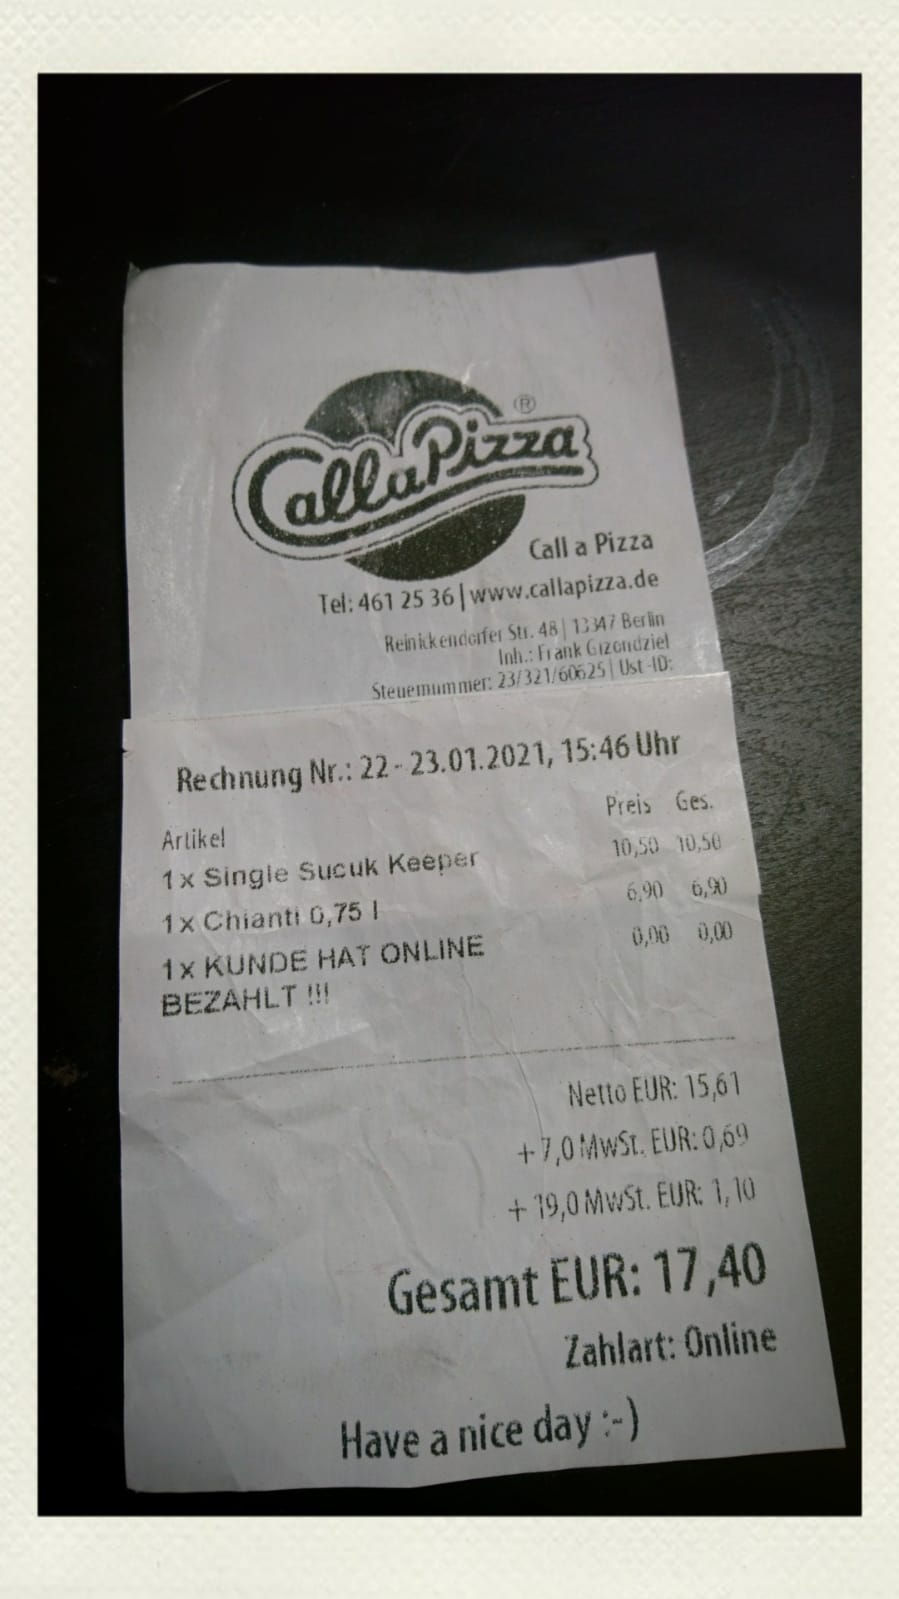 Call a Pizza ®
Call a Pizza
Tel: 461 25 36 | www.callapizza.de
Reinickendorfer Str. 48 | 13347 Berlin
Inh.: Frank Gizondziel
Steuernummer: 23/321/60625 | Ust-ID:
Rechnung Nr.: 22 - 23.01.2021, 15:46 Uhr
Artikel Preis Ges.
1 x Single Sucuk Keeper 10,50 10,50
1 x Chianti 0,75 l 6,90 6,90
1x KUNDE HAT ONLINE 0,00 0,00
BEZAHLT !!!
Netto EUR: 15,61
+ 7,0 MwSt. EUR: 0,69
+ 19,0 MwSt. EUR: 1,10
Gesamt EUR: 17,40
Zahlart: Online
Have a nice day :-)